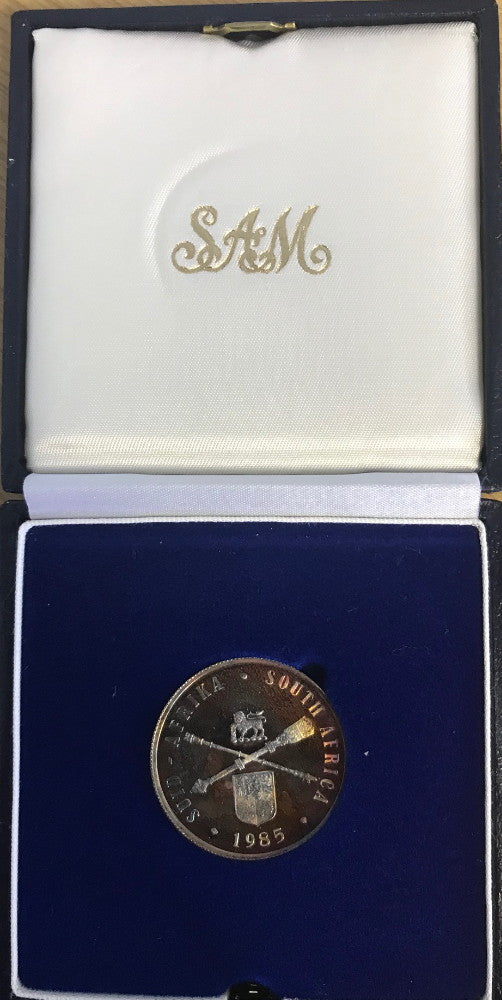 SAM
SUID-AFRIKA · SOUTH AFRICA
· 1985 ·